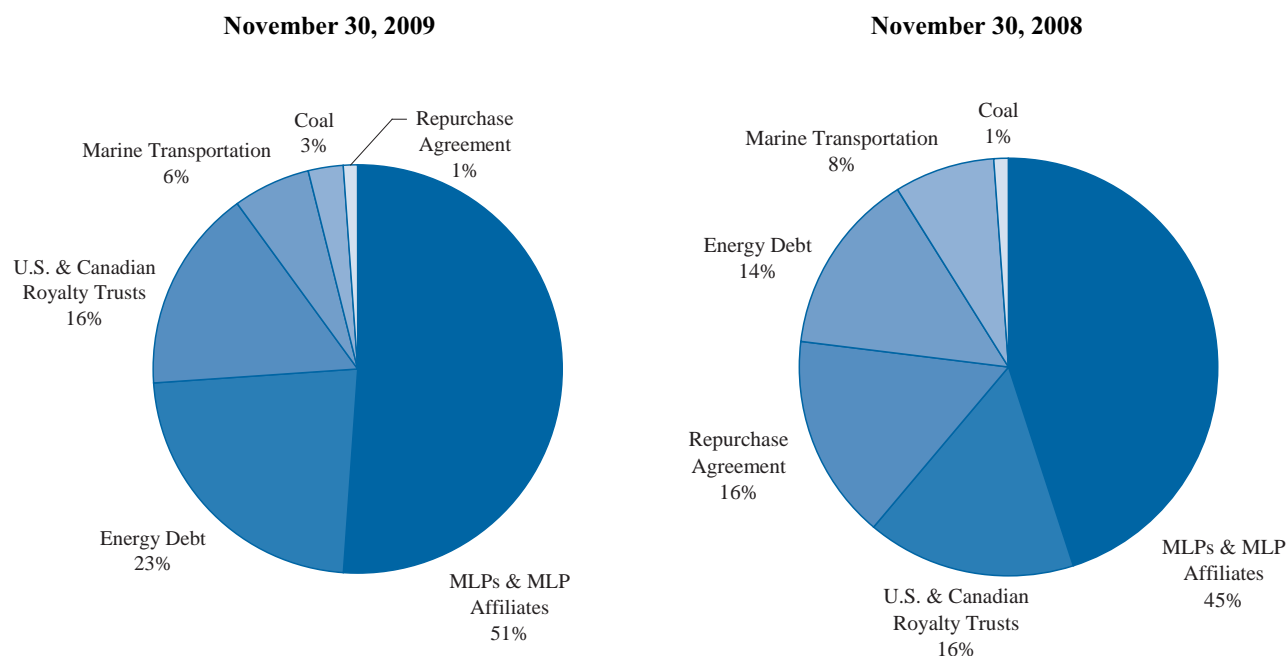 November 30, 2009
Coal
3%
Repurchase
Agreement
1%
Marine Transportation
6%
U.S. & Canadian
Royalty Trusts
16%
Energy Debt
23%
MLPs & MLP
Affiliates
51%
November 30, 2008
Coal
1%
Marine Transportation
8%
Energy Debt
14%
Repurchase
Agreement
16%
U.S. & Canadian
Royalty Trusts
16%
MLPs & MLP
Affiliates
45%